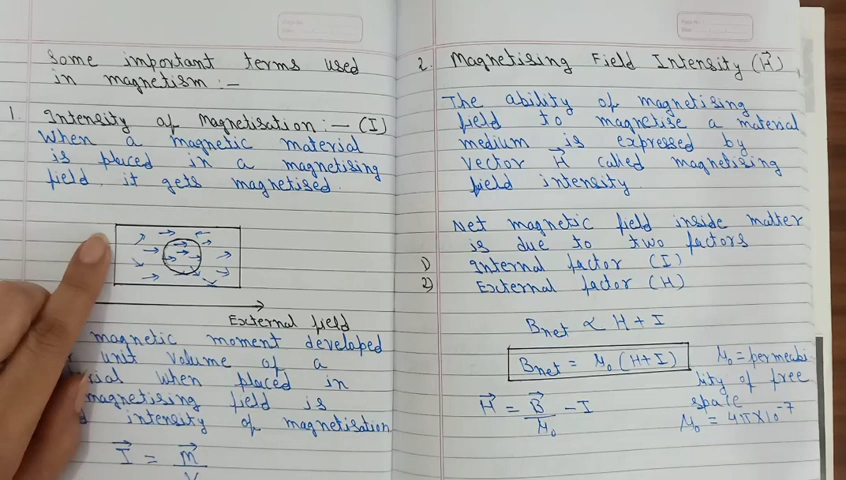 Some important terms used
in magnetism :-
1. Intensity of Magnetisation :- (I)
When a magnetic material
is placed in a magnetising
field, it gets magnetised.
External field
magnetic moment developed
unit volume of a
when placed in
magnetising field is
intensity of magnetisation
I⃗ = m⃗ / V
2. Magnetising Field Intensity (H⃗)
The ability of magnetising
field to magnetise a material
medium is expressed by
vector H⃗ called magnetising
field intensity
Net magnetic field inside matter
is due to two factors
1) Internal factor (I)
2) External factor (H)
Bnet ∝ H + I
Bnet = μ₀ (H+I)
μ₀ = permeabi-
lity of free
space
μ₀ = 4π×10⁻⁷
H⃗ = B⃗/μ₀ - I